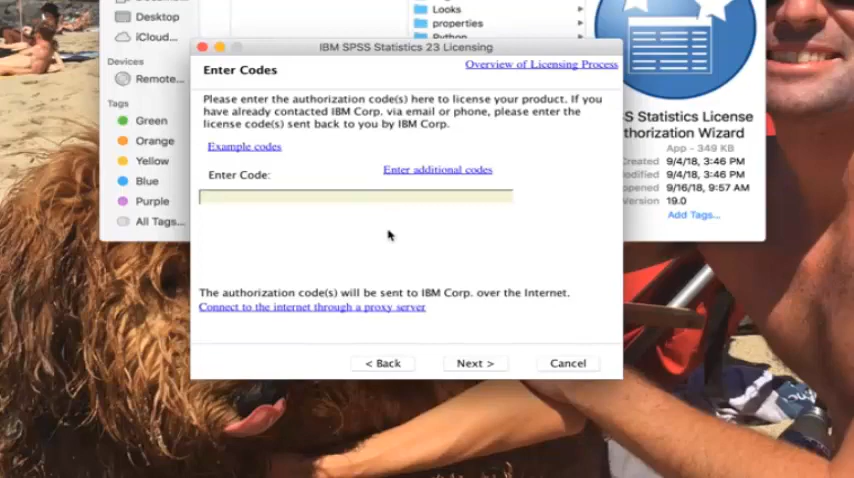 Desktop
iCloud...
Devices
Remote...
Tags
Green
Orange
Yellow
Blue
Purple
All Tags...
Looks
properties
Python
IBM SPSS Statistics 23 Licensing
Enter Codes
Overview of Licensing Process
Please enter the authorization code(s) here to license your product. If you
have already contacted IBM Corp. via email or phone, please enter the
license code(s) sent back to you by IBM Corp.
Example codes
Enter Code:
Enter additional codes
The authorization code(s) will be sent to IBM Corp. over the Internet.
Connect to the internet through a proxy server
< Back
Next >
Cancel
S Statistics License
thorization Wizard
App - 349 KB
Created 9/4/18, 3:46 PM
odified 9/4/18, 3:46 PM
opened 9/16/18, 9:57 AM
Version 19.0
Add Tags...